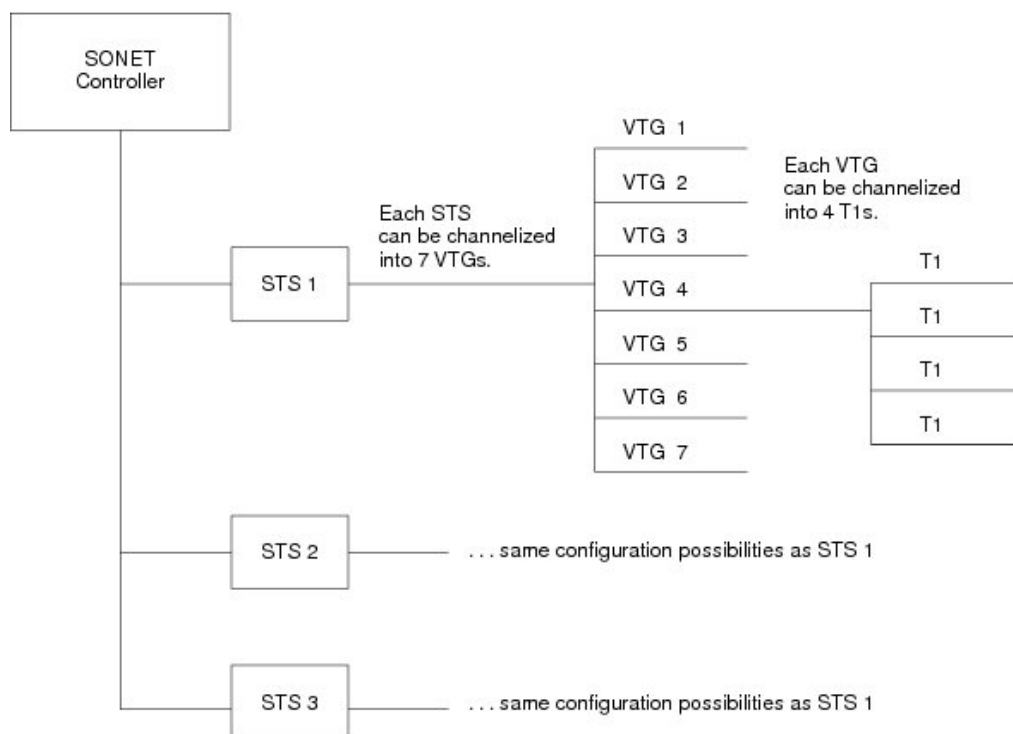 SONET
Controller
VTG 1
Each VTG
can be channelized
into 4 T1s.
VTG 2
Each STS
can be channelized
into 7 VTGs.
VTG 3
STS 1
VTG 4
T1
T1
VTG 5
T1
VTG 6
T1
VTG 7
STS 2
. . . same configuration possibilities as STS 1
STS 3
. . . same configuration possibilities as STS 1